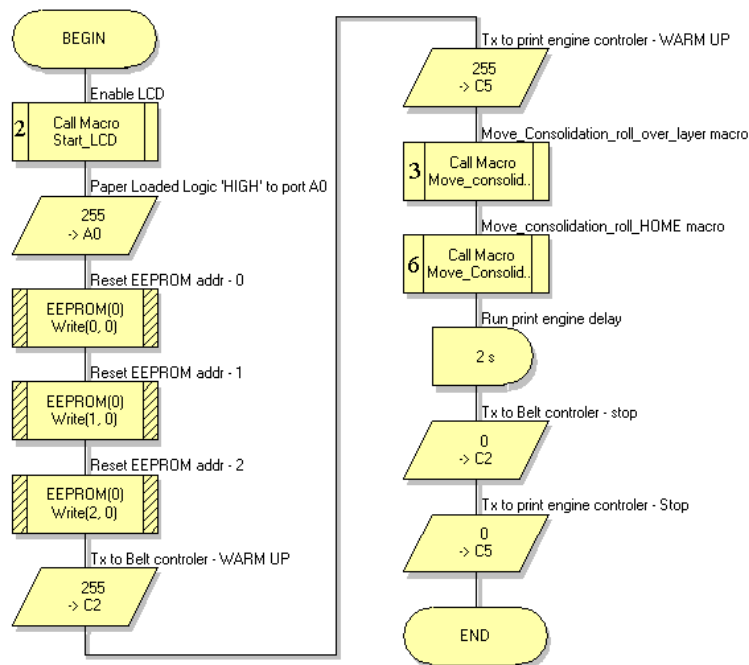 BEGIN
Enable LCD
2
Call Macro
Start_LCD
Paper Loaded Logic 'HIGH' to port A0
255
-> A0
Reset EEPROM addr - 0
EEPROM(0)
Write(0, 0)
Reset EEPROM addr - 1
EEPROM(0)
Write(1, 0)
Reset EEPROM addr - 2
EEPROM(0)
Write(2, 0)
Tx to Belt controler - WARM UP
255
-> C2
Tx to print engine controler - WARM UP
255
-> C5
Move_Consolidation_roll_over_layer macro
3
Call Macro
Move_consolid..
Move_consolidation_roll_HOME macro
6
Call Macro
Move_Consolid..
Run print engine delay
2 s
Tx to Belt controler - stop
0
-> C2
Tx to print engine controler - Stop
0
-> C5
END